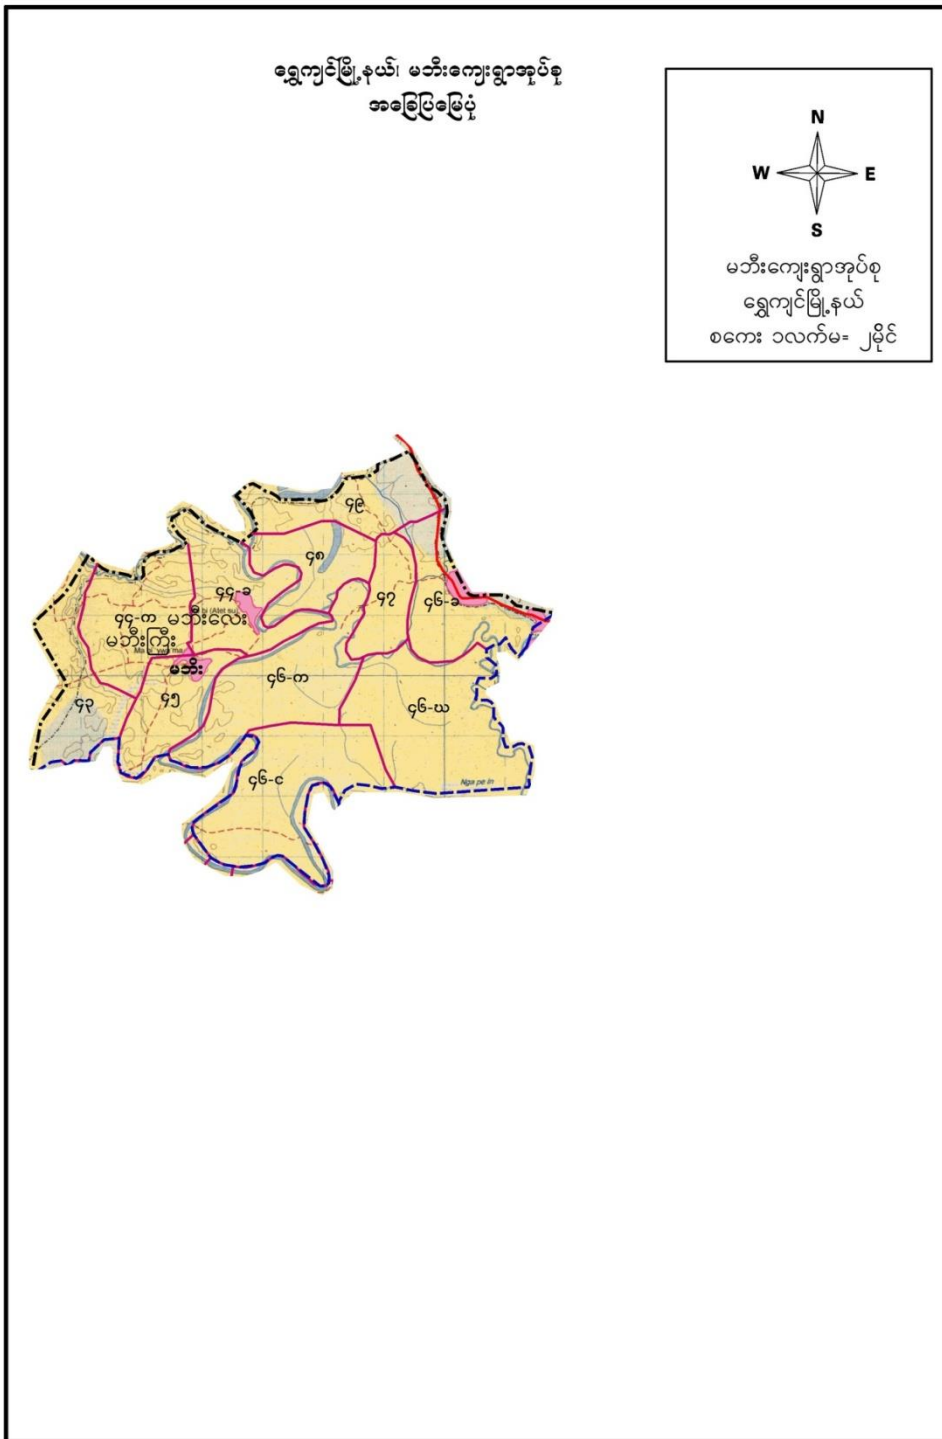 ရွှေကျင်မြို့နယ်၊ မဘီးကျေးရွာအုပ်စု
အခြေပြမြေပုံ
N
W E
S
မဘီးကျေးရွာအုပ်စု
ရွှေကျင်မြို့နယ်
စကေး ၁လက်မ= ၂မိုင်
၄၉
၄၈
၄၄-ခ
၄၇
၄၆-ခ
(Atet su)
၄၄-က မဘီးလေး
မဘီးကြီး
မဘီး
၄၆-က
၄၃
၄၅
၄၆-ဃ
၄၆-င
Nga pe In